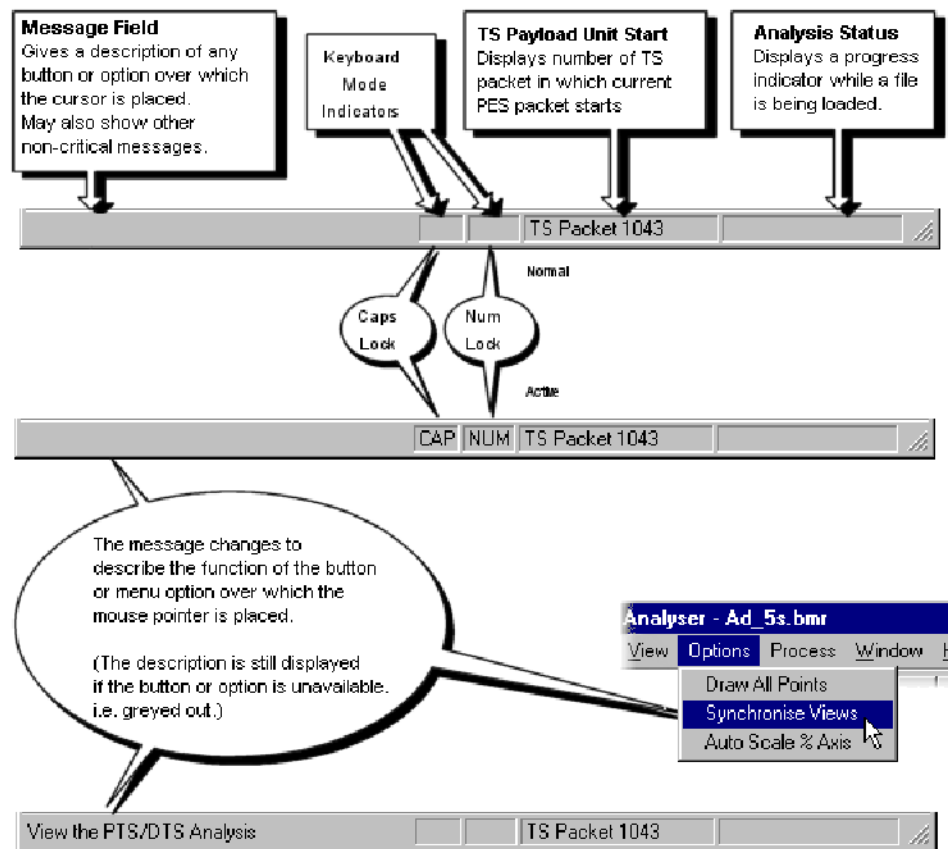 Message Field
Gives a description of any
button or option over which
the cursor is placed.
May also show other
non-critical messages.
Keyboard
Mode
Indicators
TS Payload Unit Start
Displays number of TS
packet in which current
PES packet starts
Analysis Status
Displays a progress
indicator while a file
is being loaded.
TS Packet 1043
Normal
Caps
Lock
Num
Lock
Active
CAP NUM TS Packet 1043
The message changes to
describe the function of the button
or menu option over which the
mouse pointer is placed.
(The description is still displayed
if the button or option is unavailable.
i.e. greyed out.)
Analyser - Ad_5s.bmr
View Options Process Window
Draw All Points
Synchronise Views
Auto Scale % Axis
View the PTS/DTS Analysis TS Packet 1043